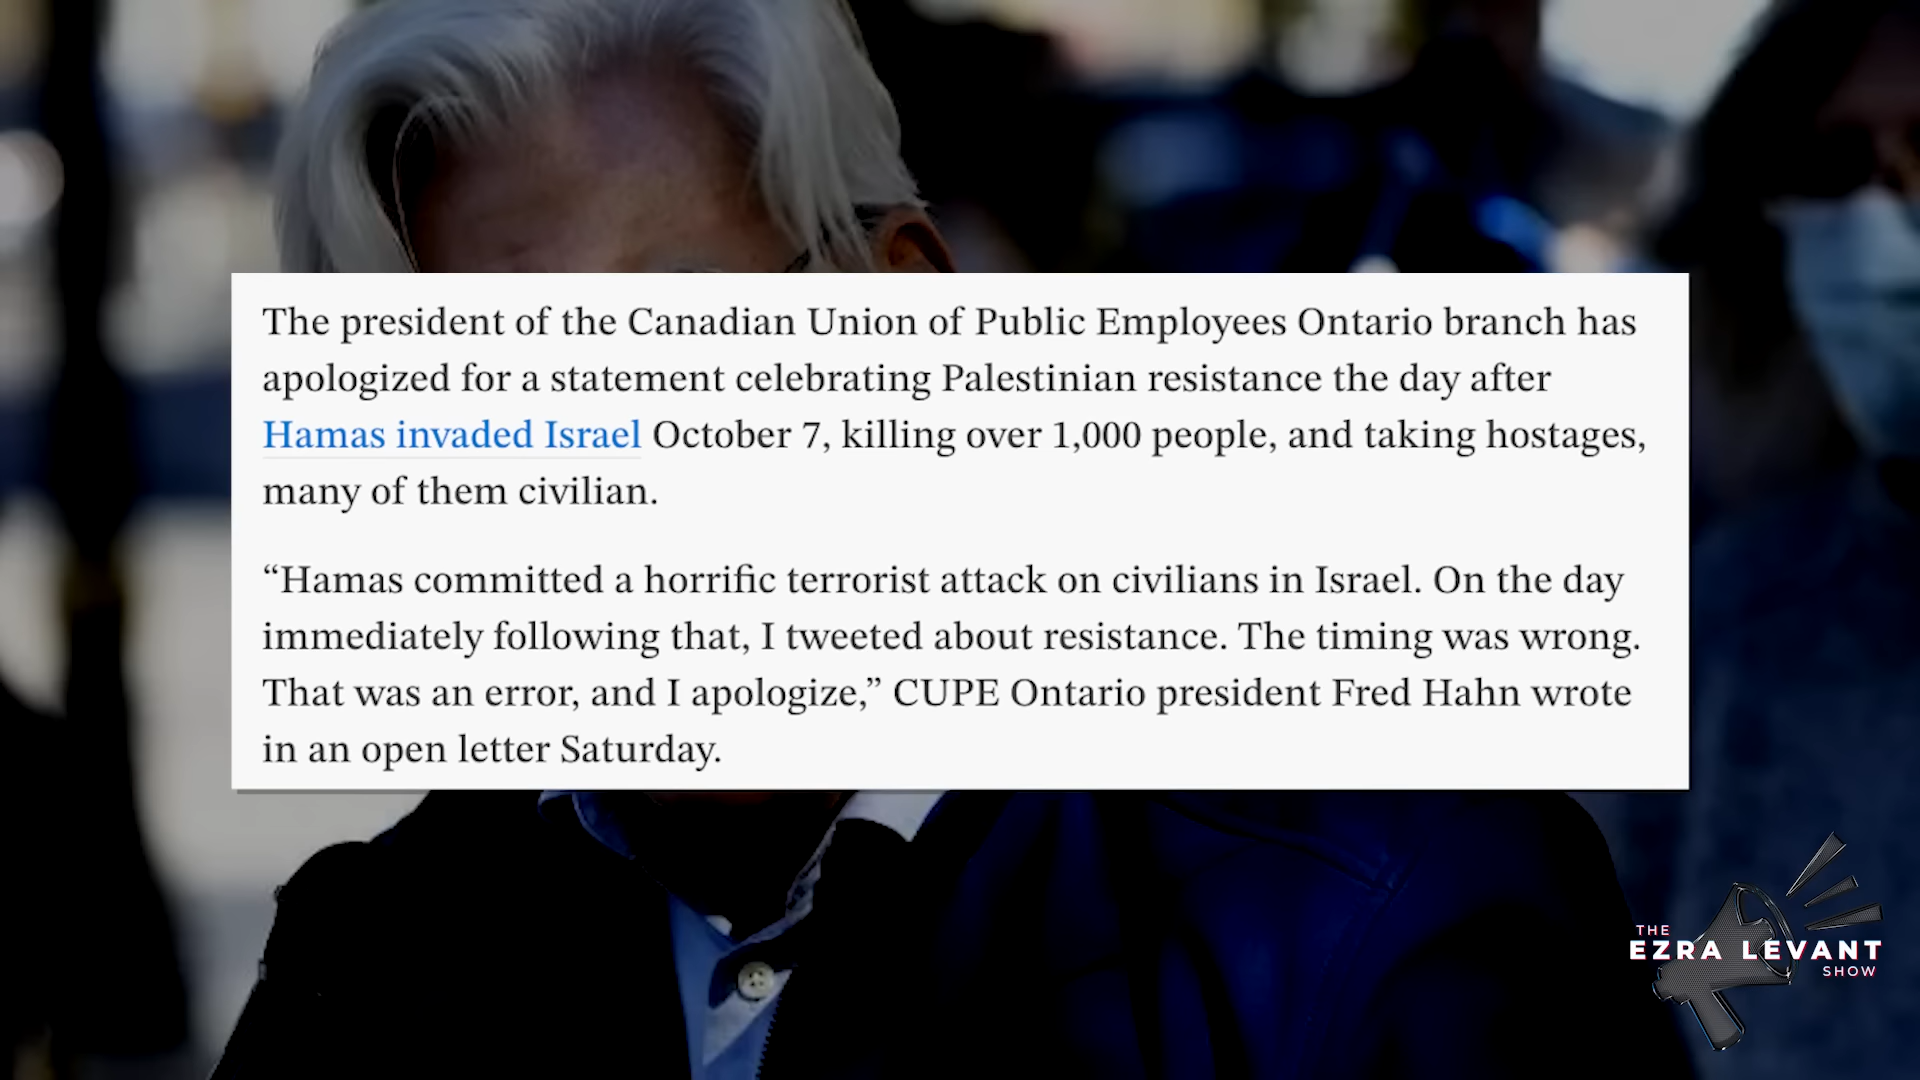 The president of the Canadian Union of Public Employees Ontario branch has
apologized for a statement celebrating Palestinian resistance the day after
Hamas invaded Israel October 7, killing over 1,000 people, and taking hostages,
many of them civilian.
“Hamas committed a horrific terrorist attack on civilians in Israel. On the day
immediately following that, I tweeted about resistance. The timing was wrong.
That was an error, and I apologize,” CUPE Ontario president Fred Hahn wrote
in an open letter Saturday.
THE
EZRA LEVANT
SHOW